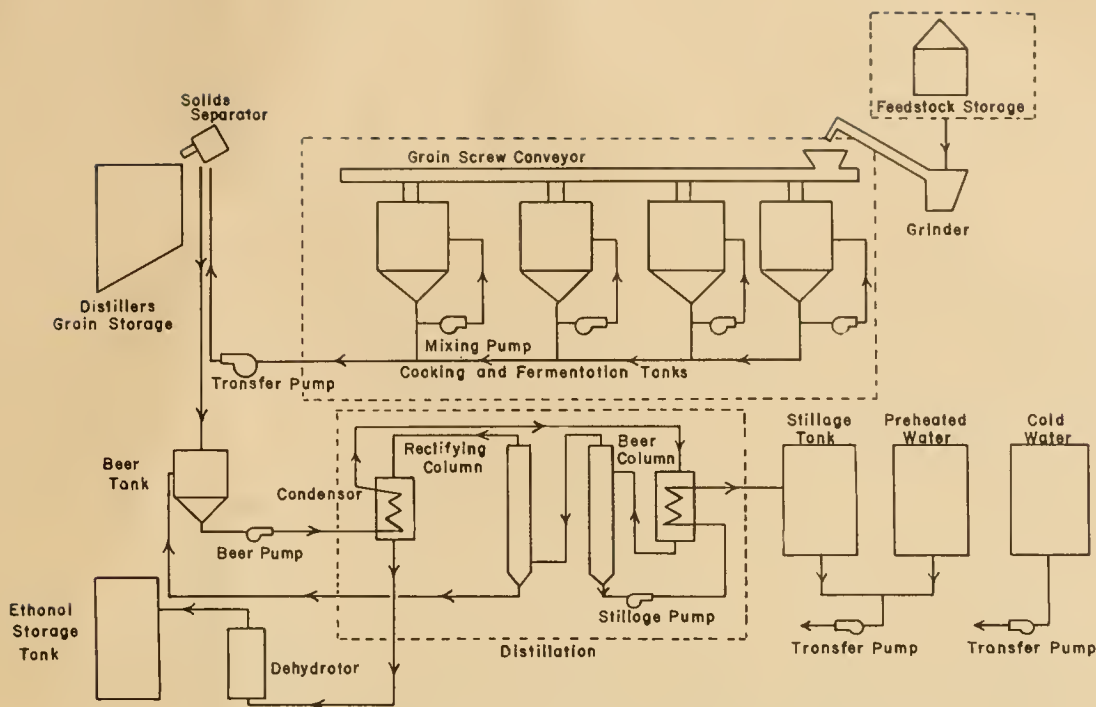 Solids
Separator
Feedstock Storage
Grain Screw Conveyor
Grinder
Distillers
Grain Storage
Mixing Pump
Transfer Pump
Cooking and Fermentation Tanks
Stillage
Tank
Preheated
Water
Cold
Water
Rectifying
Column
Beer
Column
Beer
Tank
Condensor
Beer Pump
Stillage Pump
Ethanol
Storage
Tank
Dehydrator
Distillation
Transfer Pump
Transfer Pump